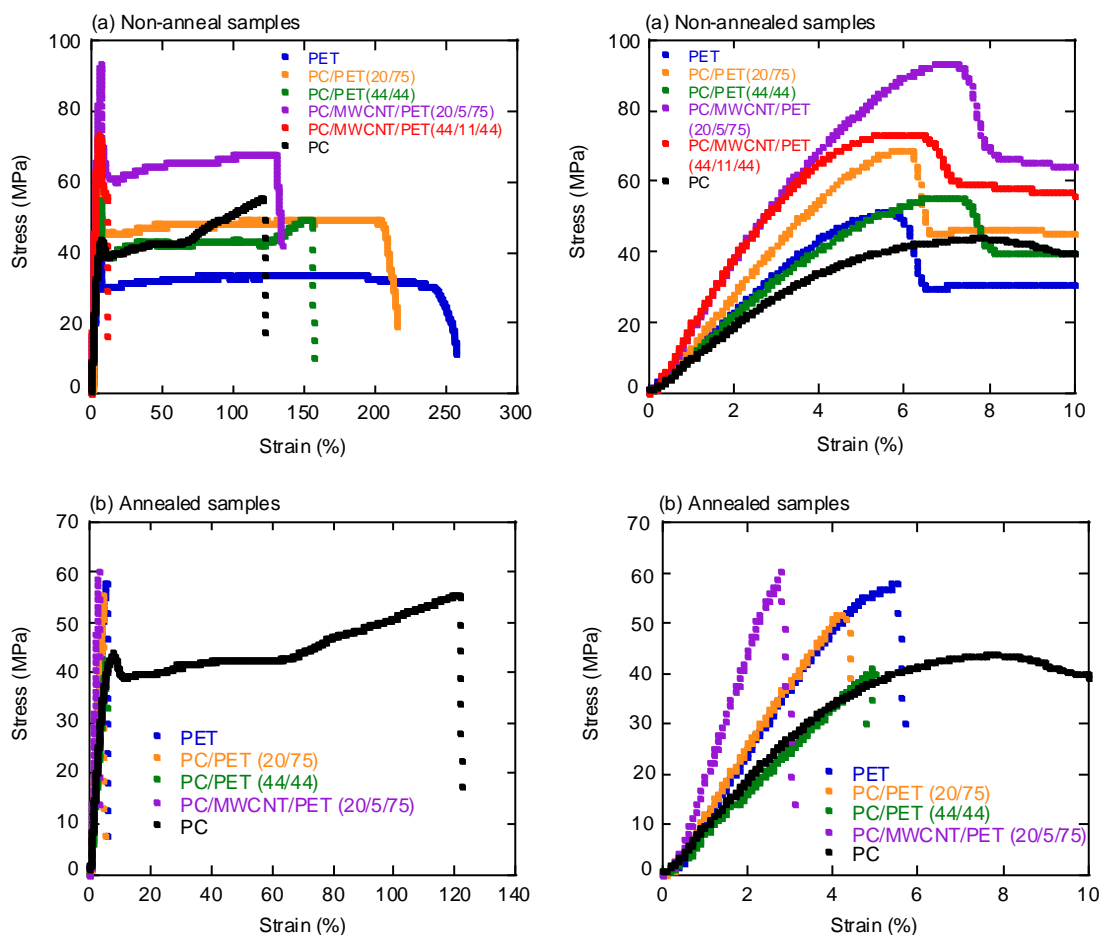 (a) Non-anneal samples
100
80
60
40
20
0
Stress (MPa)
PET
PC/PET(20/75)
PC/PET(44/44)
PC/MWCNT/PET(20/5/75)
PC/MWCNT/PET(44/11/44)
PC
0 50 100 150 200 250 300
Strain (%)
(a) Non-annealed samples
100
80
60
40
20
0
Stress (MPa)
PET
PC/PET(20/75)
PC/PET(44/44)
PC/MWCNT/PET
(20/5/75)
PC/MWCNT/PET
(44/11/44)
PC
0 2 4 6 8 10
Strain (%)
(b) Annealed samples
70
60
50
40
30
20
10
0
Stress (MPa)
PET
PC/PET (20/75)
PC/PET (44/44)
PC/MWCNT/PET (20/5/75)
PC
0 20 40 60 80 100 120 140
Strain (%)
(b) Annealed samples
70
60
50
40
30
20
10
0
Stress (MPa)
PET
PC/PET (20/75)
PC/PET (44/44)
PC/MWCNT/PET (20/5/75)
PC
0 2 4 6 8 10
Strain (%)